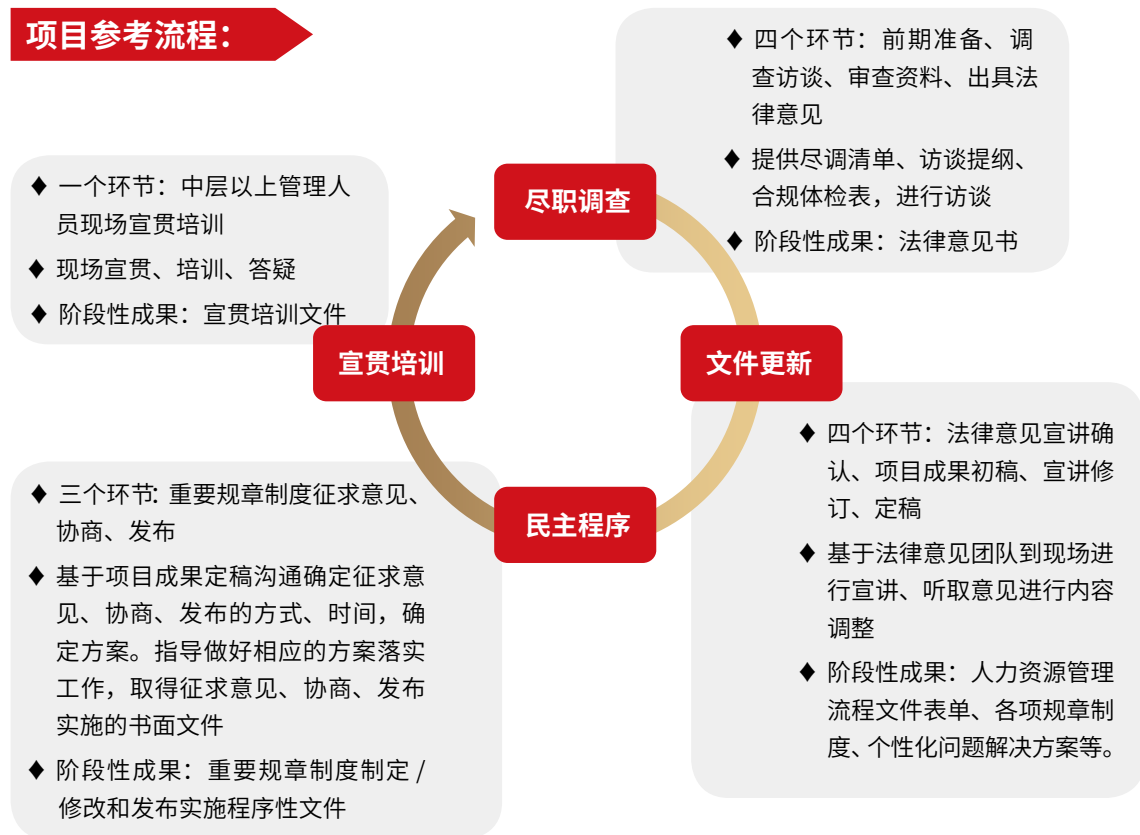 项目参考流程：
♦ 四个环节：前期准备、调
查访谈、审查资料、出具法
律意见
♦ 提供尽调清单、访谈提纲、
合规体检表，进行访谈
♦ 阶段性成果：法律意见书
尽职调查
♦ 一个环节：中层以上管理人
员现场宣贯培训
♦ 现场宣贯、培训、答疑
♦ 阶段性成果：宣贯培训文件
宣贯培训
文件更新
♦ 四个环节：法律意见宣讲确
认、项目成果初稿、宣讲修
订、定稿
♦ 基于法律意见团队到现场进
行宣讲、听取意见进行内容
调整
♦ 阶段性成果：人力资源管理
流程文件表单、各项规章制
度、个性化问题解决方案等。
民主程序
♦ 三个环节：重要规章制度征求意见、
协商、发布
♦ 基于项目成果定稿沟通确定征求意
见、协商、发布的方式、时间，确
定方案。指导做好相应的方案落实
工作，取得征求意见、协商、发布
实施的书面文件
♦ 阶段性成果：重要规章制度制定 /
修改和发布实施程序性文件